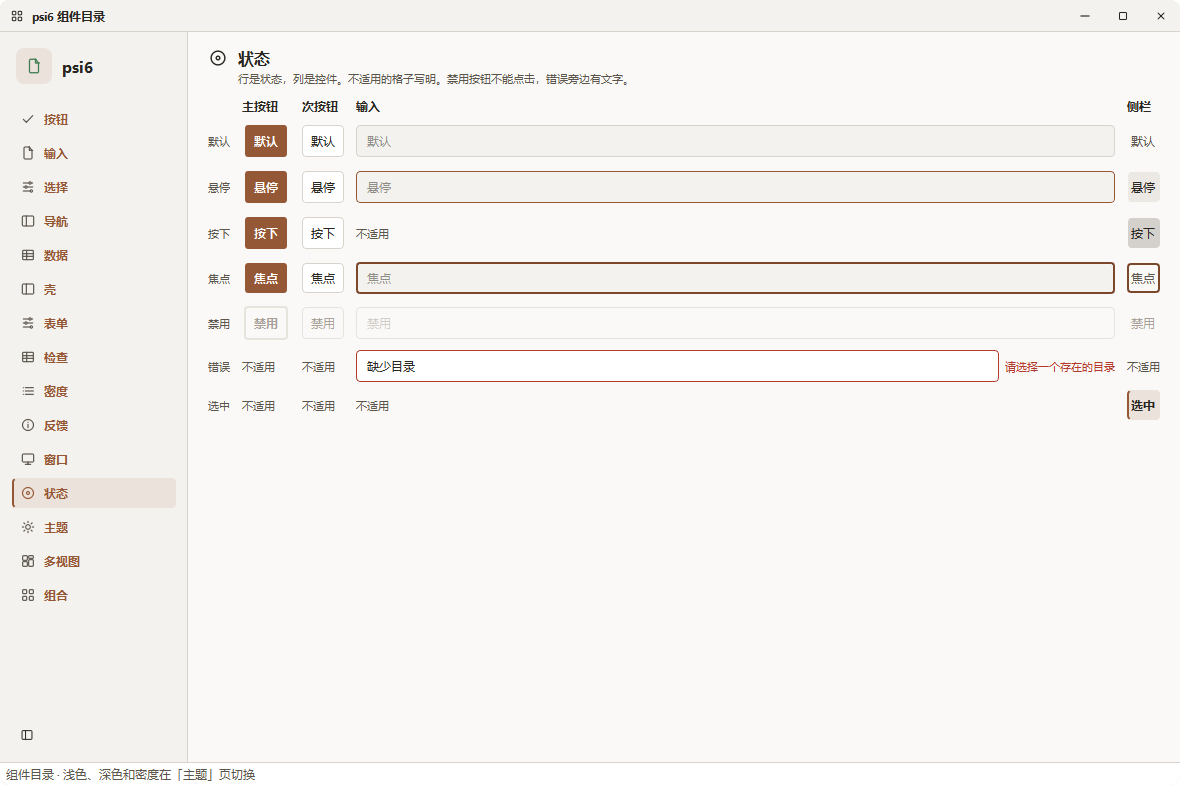 psi6 组件目录
psi6
按钮
输入
选择
导航
数据
壳
表单
检查
密度
反馈
窗口
状态
主题
多视图
组合
状态
行是状态，列是控件。不适用的格子写明。禁用按钮不能点击，错误旁边有文字。
主按钮 次按钮 输入 侧栏
默认 默认 默认 默认 默认
悬停 悬停 悬停 悬停 悬停
按下 按下 按下 不适用 按下
焦点 焦点 焦点 焦点 焦点
禁用 禁用 禁用 禁用 禁用
错误 不适用 不适用 缺少目录 请选择一个存在的目录 不适用
选中 不适用 不适用 不适用 选中
组件目录 · 浅色、深色和密度在「主题」页切换